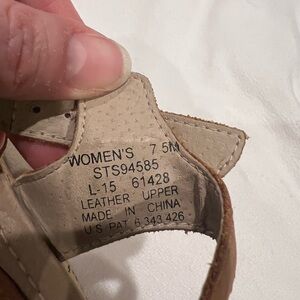 WOMEN'S 7.5M
STS94585
L-15 61428
LEATHER UPPER
MADE IN CHINA
U.S. PAT. 6,343,426